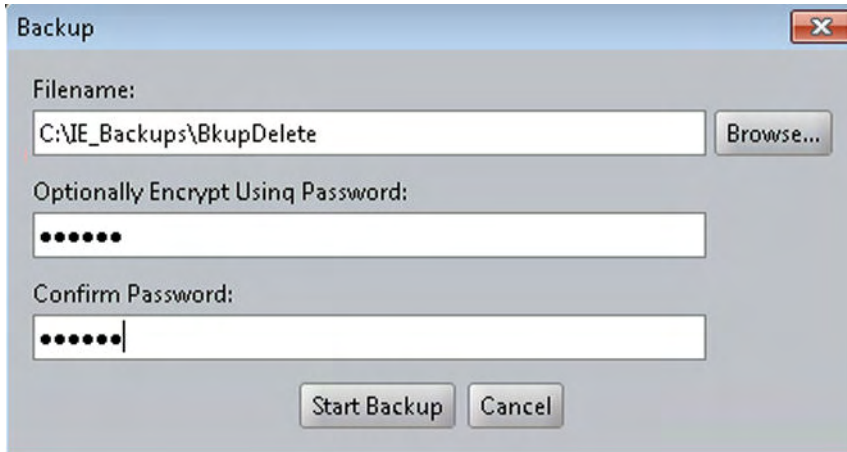 Backup
Filename:
C:\IE_Backups\BkupDelete
Browse...
Optionally Encrypt Using Password:
••••••
Confirm Password:
••••••
Start Backup Cancel